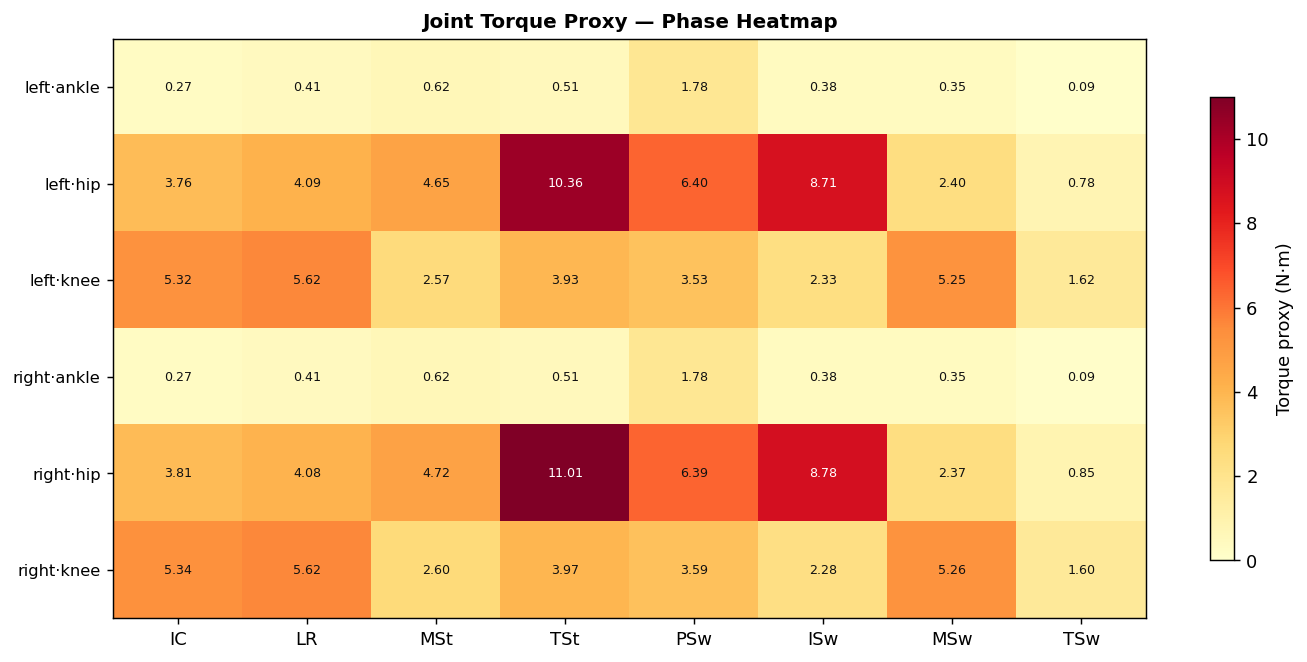 Joint Torque Proxy — Phase Heatmap
left·ankle 0.27 0.41 0.62 0.51 1.78 0.38 0.35 0.09
left·hip 3.76 4.09 4.65 10.36 6.40 8.71 2.40 0.78
left·knee 5.32 5.62 2.57 3.93 3.53 2.33 5.25 1.62
right·ankle 0.27 0.41 0.62 0.51 1.78 0.38 0.35 0.09
right·hip 3.81 4.08 4.72 11.01 6.39 8.78 2.37 0.85
right·knee 5.34 5.62 2.60 3.97 3.59 2.28 5.26 1.60
IC LR MSt TSt PSw ISw MSw TSw
10
8
6
4
2
0
Torque proxy (N·m)